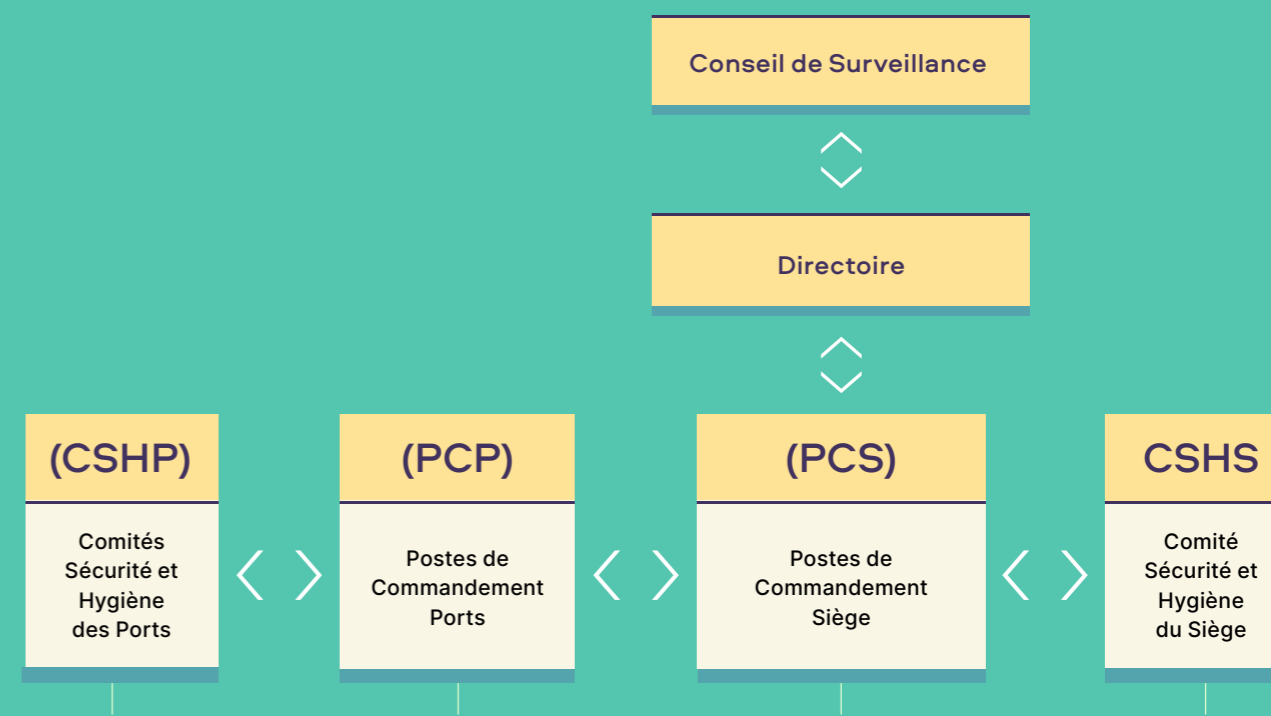 Conseil de Surveillance
Directoire
(CSHP)
Comités
Sécurité et
Hygiène
des Ports
(PCP)
Postes de
Commandement
Ports
(PCS)
Postes de
Commandement
Siège
CSHS
Comité
Sécurité et
Hygiène
du Siège